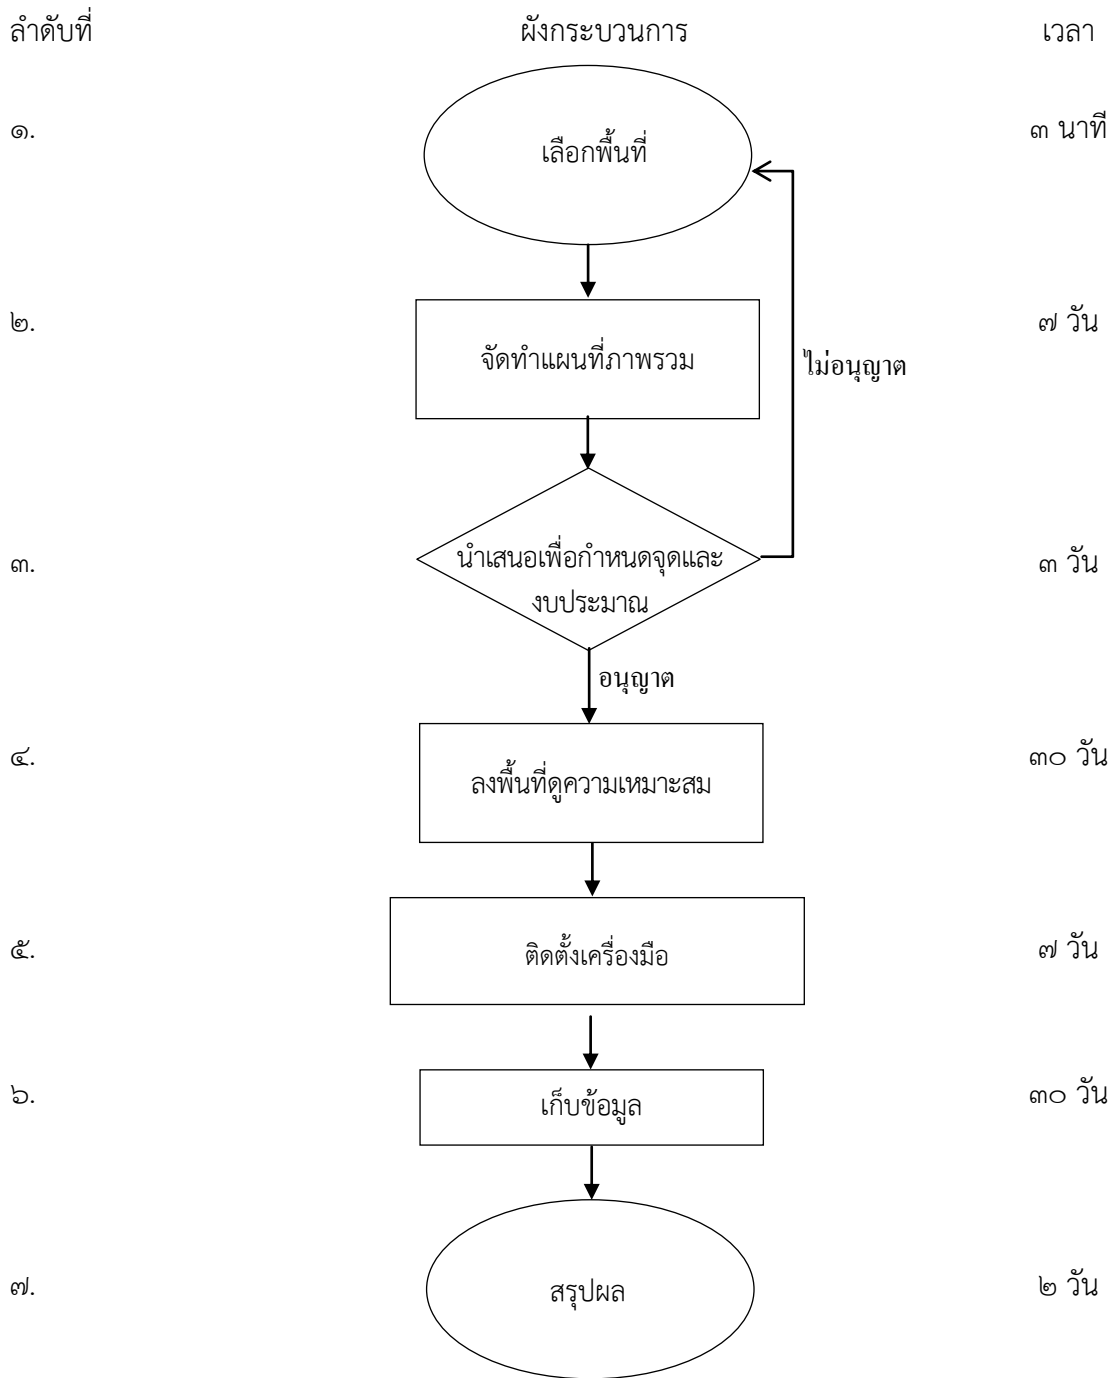 ลำดับที่ ผังกระบวนการ เวลา
๑. เลือกพื้นที่ ๓ นาที
๒. จัดทำแผนที่ภาพรวม ๗ วัน
ไม่อนุญาต
๓. นำเสนอเพื่อกำหนดจุดและ ๓ วัน
งบประมาณ
อนุญาต
๔. ลงพื้นที่ดูความเหมาะสม ๓๐ วัน
๕. ติดตั้งเครื่องมือ ๗ วัน
๖. เก็บข้อมูล ๓๐ วัน
๗. สรุปผล ๒ วัน